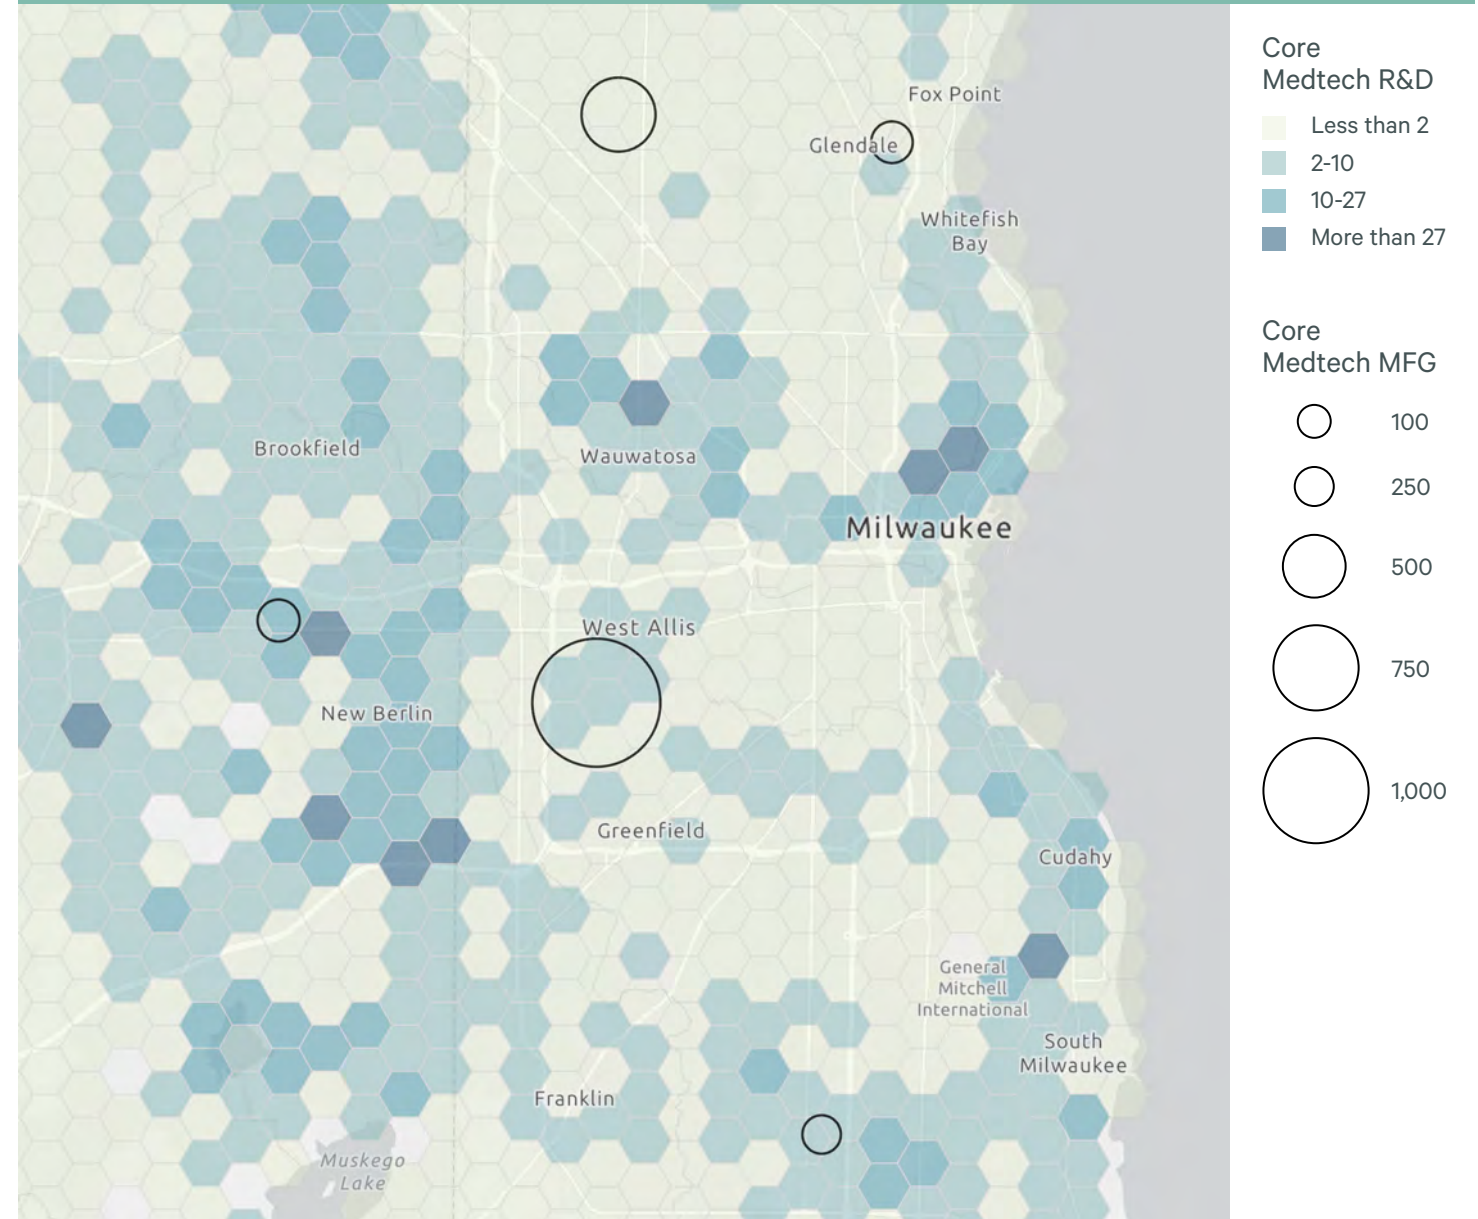 Fox Point
Glendale
Whitefish
Bay
Brookfield
Wauwatosa
Milwaukee
West Allis
New Berlin
Greenfield
Cudahy
General
Mitchell
International
South
Milwaukee
Franklin
Muskego
Lake
Core
Medtech R&D
Less than 2
2-10
10-27
More than 27
Core
Medtech MFG
100
250
500
750
1,000